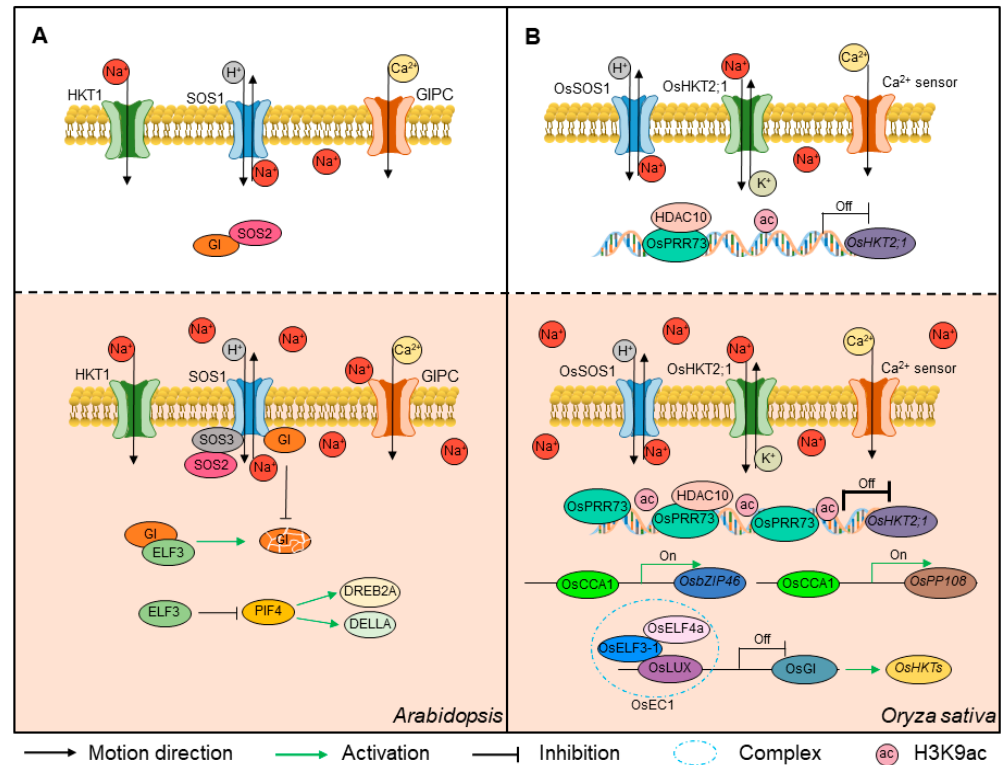 A
Na⁺
H⁺
Ca²⁺
HKT1
SOS1
GIPC
Na⁺
Na⁺
GI
SOS2
B
H⁺
Na⁺
Ca²⁺
OsSOS1
OsHKT2;1
Ca²⁺ sensor
Na⁺
Na⁺
K⁺
HDAC10
ac
Off
OsPRR73
OsHKT2;1
Na⁺
Na⁺
Na⁺
H⁺
Ca²⁺
HKT1
SOS1
Na⁺
GIPC
SOS3
GI
Na⁺
Na⁺
SOS2
Na⁺
GI
ELF3
GI
ELF3
PIF4
DREB2A
DELLA
Arabidopsis
Na⁺
Na⁺
Na⁺
H⁺
Na⁺
Ca²⁺
OsSOS1
OsHKT2;1
Ca²⁺ sensor
Na⁺
Na⁺
Na⁺
Na⁺
K⁺
Off
OsPRR73
ac
HDAC10
ac
ac
OsPRR73
OsPRR73
OsHKT2;1
On
On
OsCCA1
OsbZIP46
OsCCA1
OsPP108
OsELF4a
OsELF3-1
Off
OsLUX
OsGI
OsHKTs
OsEC1
Oryza sativa
Motion direction
Activation
Inhibition
Complex
ac
H3K9ac